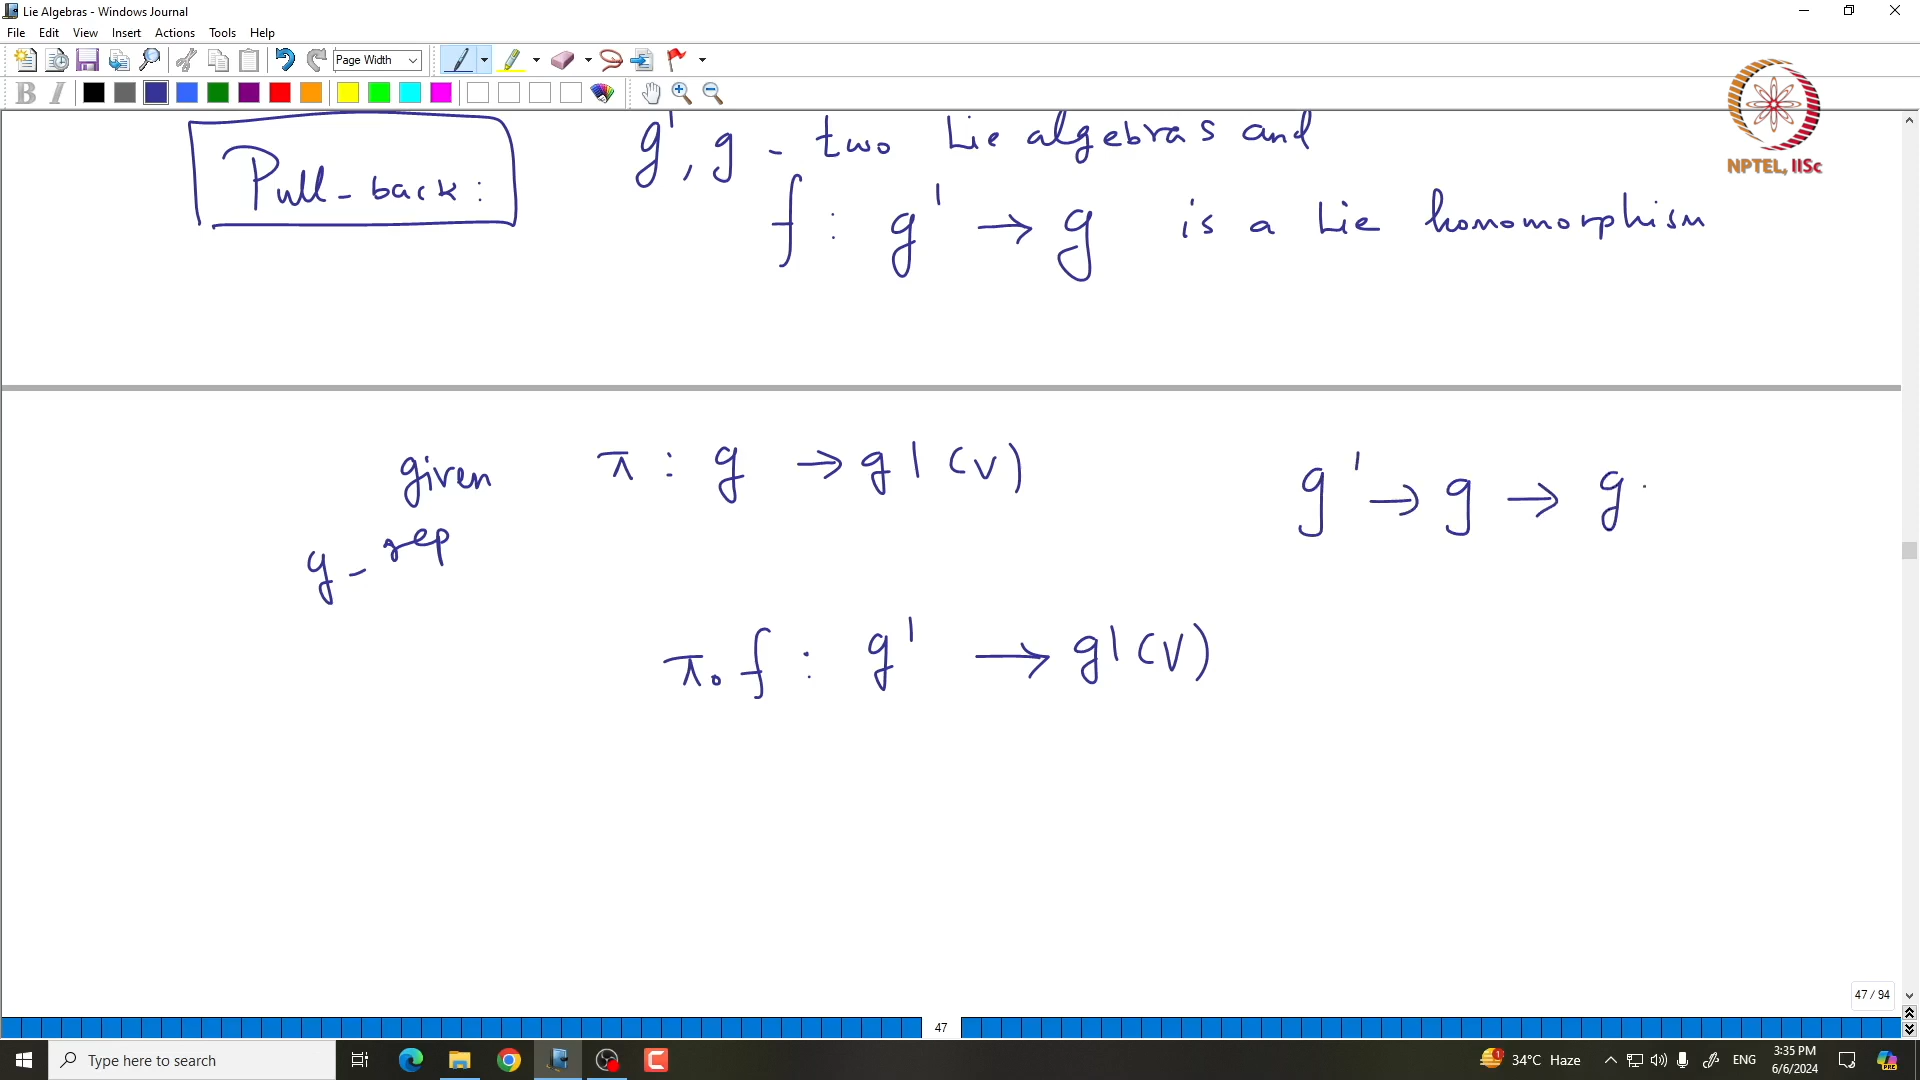 Lie Algebras - Windows Journal
File Edit View Insert Actions Tools Help
Page Width
B I
NPTEL, IISc
Pull-back: g', g - two Lie algebras and
f : g' → g is a Lie homomorphism
given π : g → gl(V) g' → g → g
g - rep
π∘f : g' → gl(V)
47 / 94
47
Type here to search
34°C Haze
ENG
3:35 PM
6/6/2024